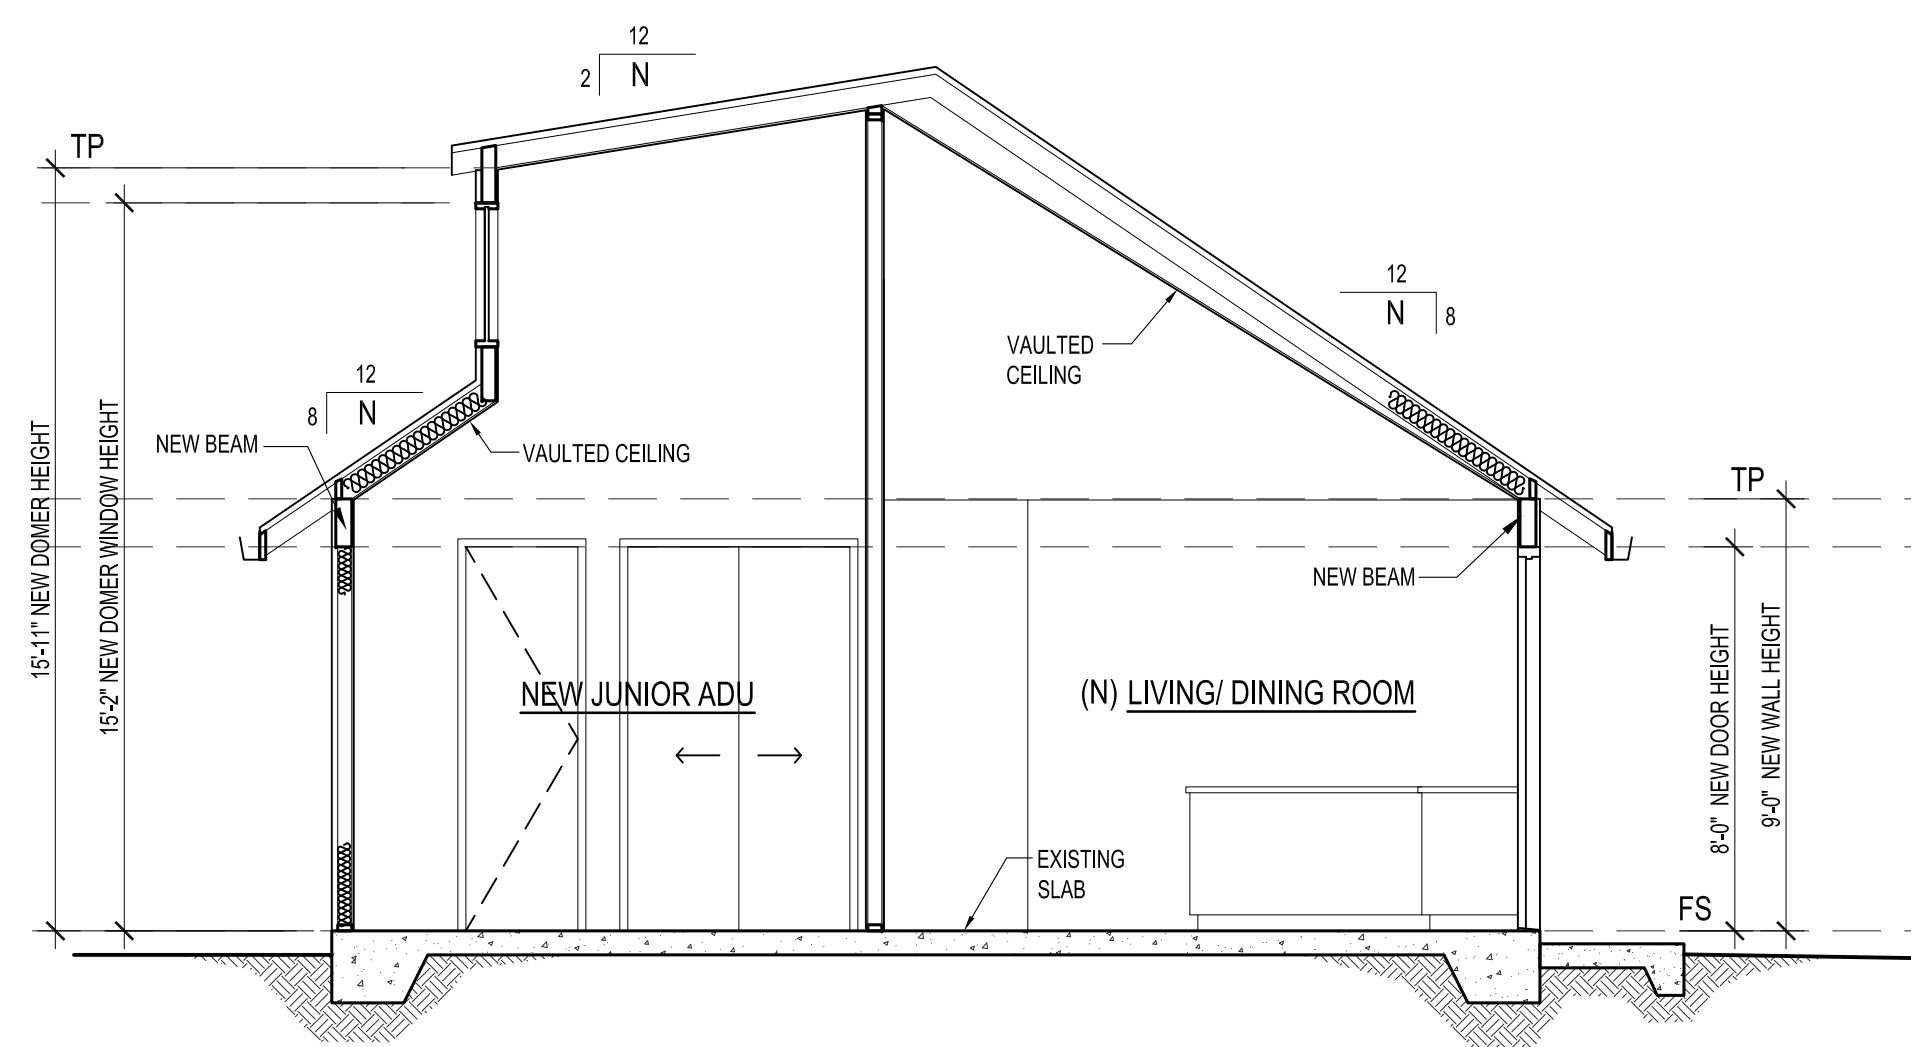 12
2
N
TP
12
N
8
12
8
N
VAULTED
CEILING
NEW BEAM
VAULTED CEILING
TP
NEW BEAM
15'-11" NEW DOMER HEIGHT
15'-2" NEW DOMER WINDOW HEIGHT
NEW JUNIOR ADU
(N) LIVING/ DINING ROOM
8'-0" NEW DOOR HEIGHT
9'-0" NEW WALL HEIGHT
EXISTING
SLAB
FS